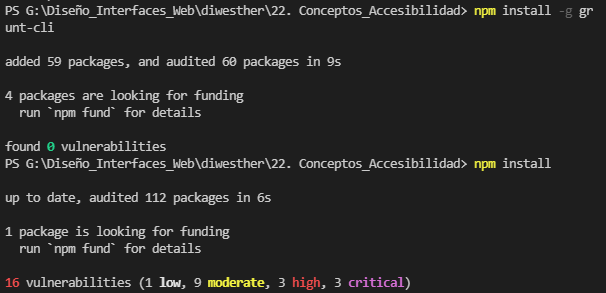 PS G:\Diseño_Interfaces_Web\diwesther\22. Conceptos_Accesibilidad> npm install -g gr
unt-cli
added 59 packages, and audited 60 packages in 9s
4 packages are looking for funding
  run `npm fund` for details
found 0 vulnerabilities
PS G:\Diseño_Interfaces_Web\diwesther\22. Conceptos_Accesibilidad> npm install
up to date, audited 112 packages in 6s
1 package is looking for funding
  run `npm fund` for details
16 vulnerabilities (1 low, 9 moderate, 3 high, 3 critical)